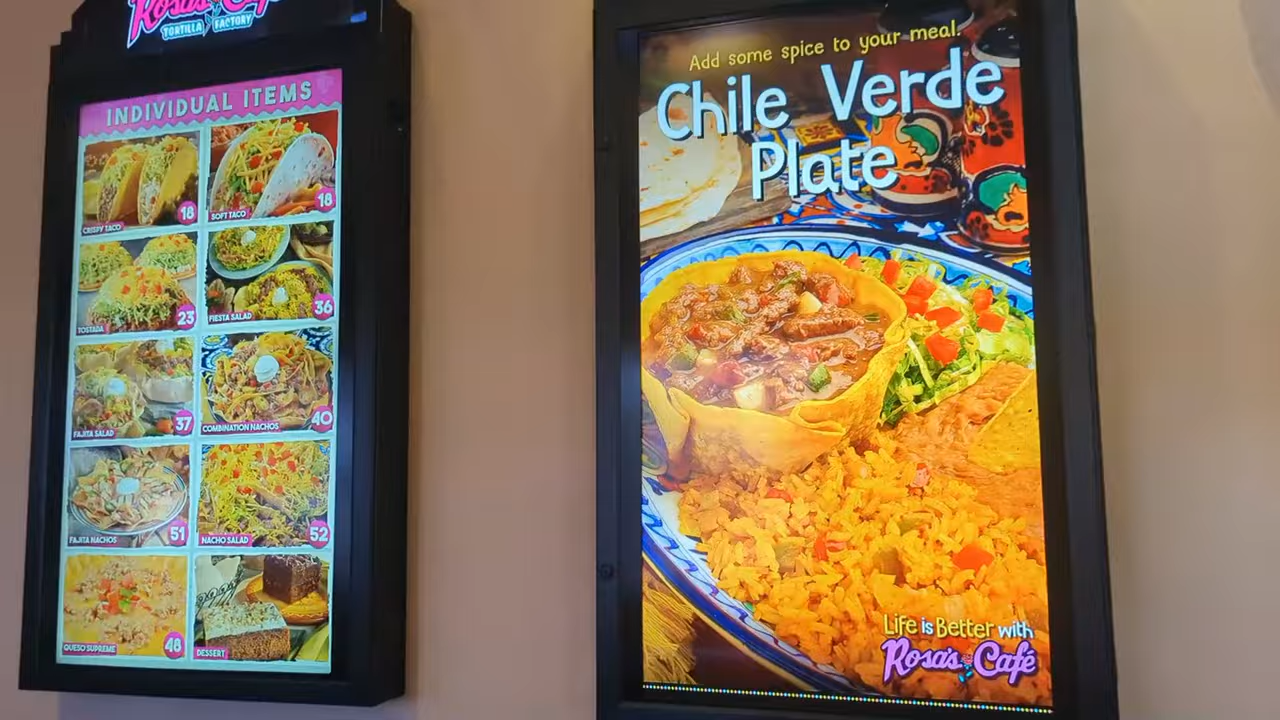 Rosa's Café
TORTILLA FACTORY
INDIVIDUAL ITEMS
18
CRISPY TACO
18
SOFT TACO
23
TOSTADA
36
FIESTA SALAD
37
FAJITA SALAD
40
COMBINATION NACHOS
51
FAJITA NACHOS
52
NACHO SALAD
48
QUESO SUPREME
DESSERT
Add some spice to your meal.
Chile Verde
Plate
Life is Better with
Rosa's Café